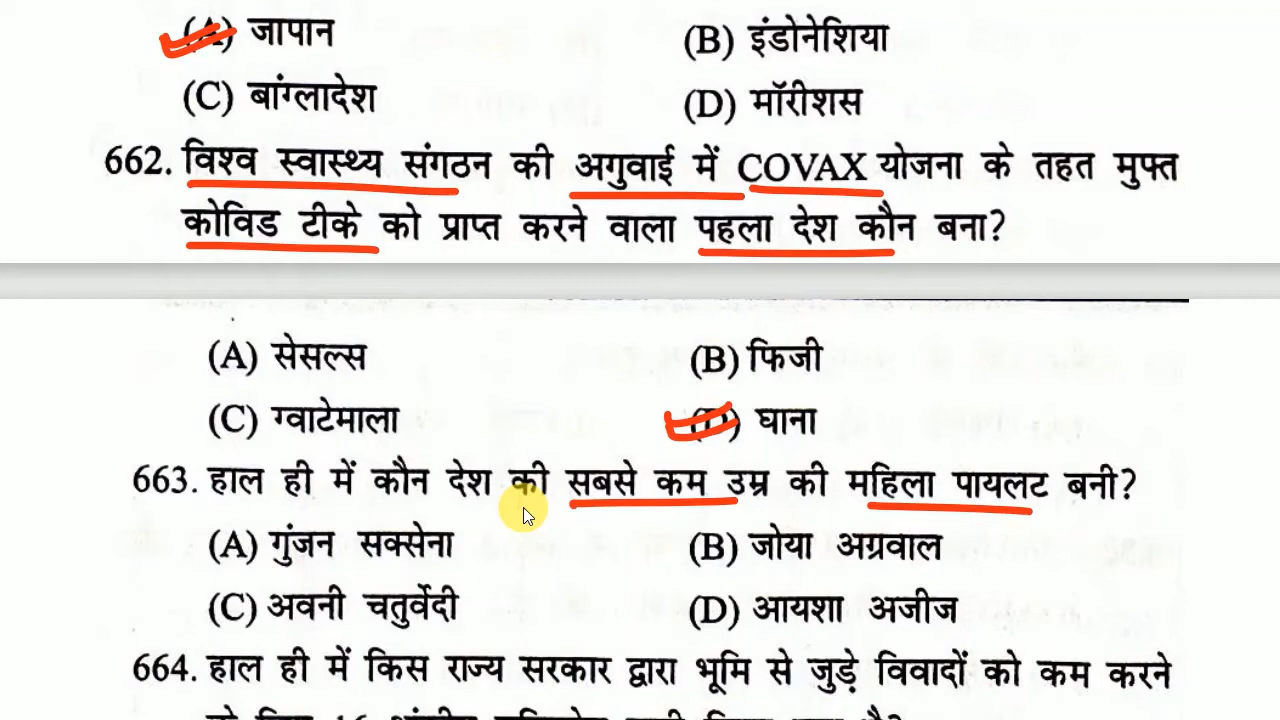 (A) जापान (B) इंडोनेशिया
(C) बांग्लादेश (D) मॉरीशस
662. विश्व स्वास्थ्य संगठन की अगुवाई में COVAX योजना के तहत मुफ्त
कोविड टीके को प्राप्त करने वाला पहला देश कौन बना?
(A) सेसल्स (B) फिजी
(C) ग्वाटेमाला (D) घाना
663. हाल ही में कौन देश की सबसे कम उम्र की महिला पायलट बनी?
(A) गुंजन सक्सेना (B) जोया अग्रवाल
(C) अवनी चतुर्वेदी (D) आयशा अजीज
664. हाल ही में किस राज्य सरकार द्वारा भूमि से जुड़े विवादों को कम करने